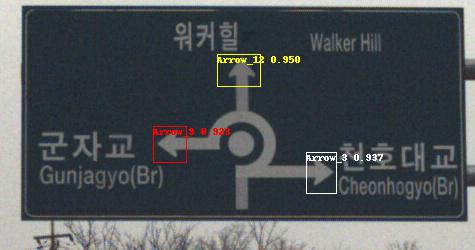 워커힐 Walker Hill
Arrow_12 0.950
Arrow_9 0.923
Arrow_3 0.937
군자교 천호대교
Gunjagyo(Br) Cheonhogyo(Br)